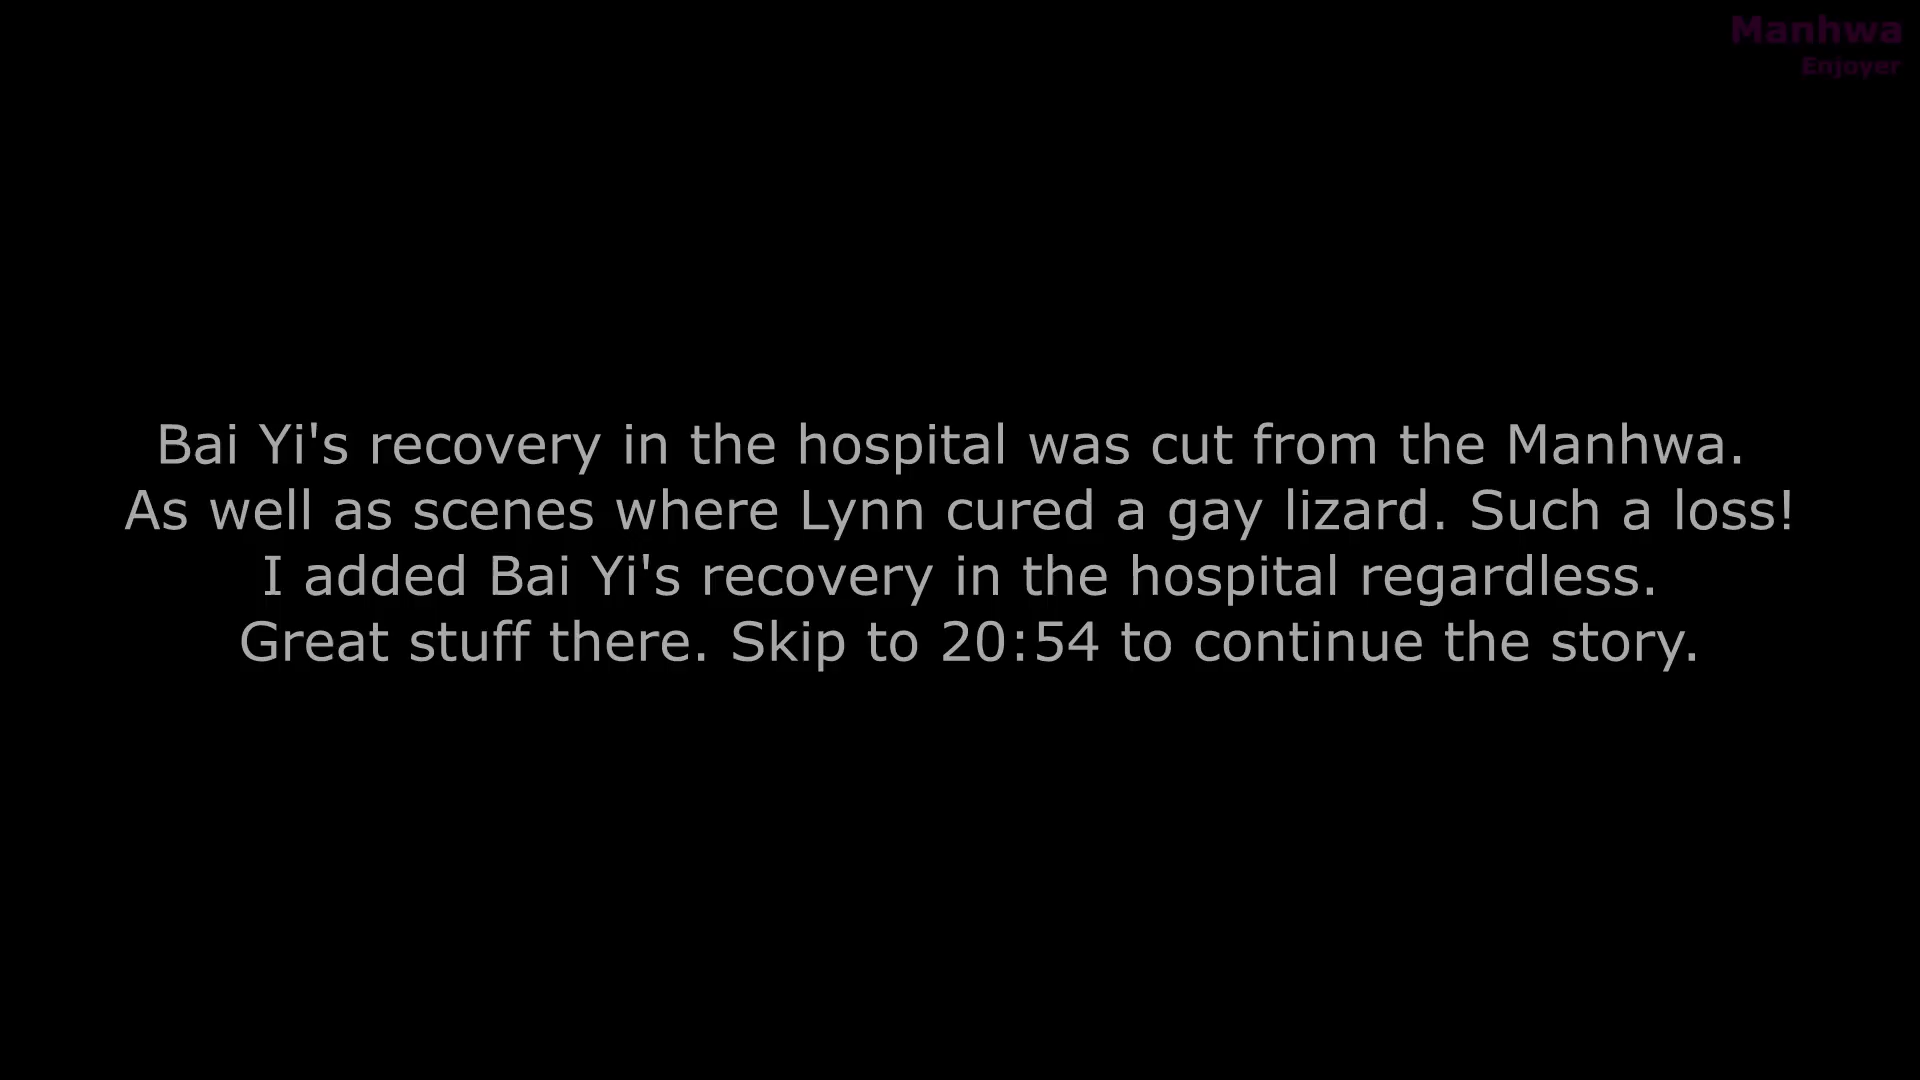 Manhwa
Enjoyer
Bai Yi's recovery in the hospital was cut from the Manhwa.
As well as scenes where Lynn cured a gay lizard. Such a loss!
I added Bai Yi's recovery in the hospital regardless.
Great stuff there. Skip to 20:54 to continue the story.